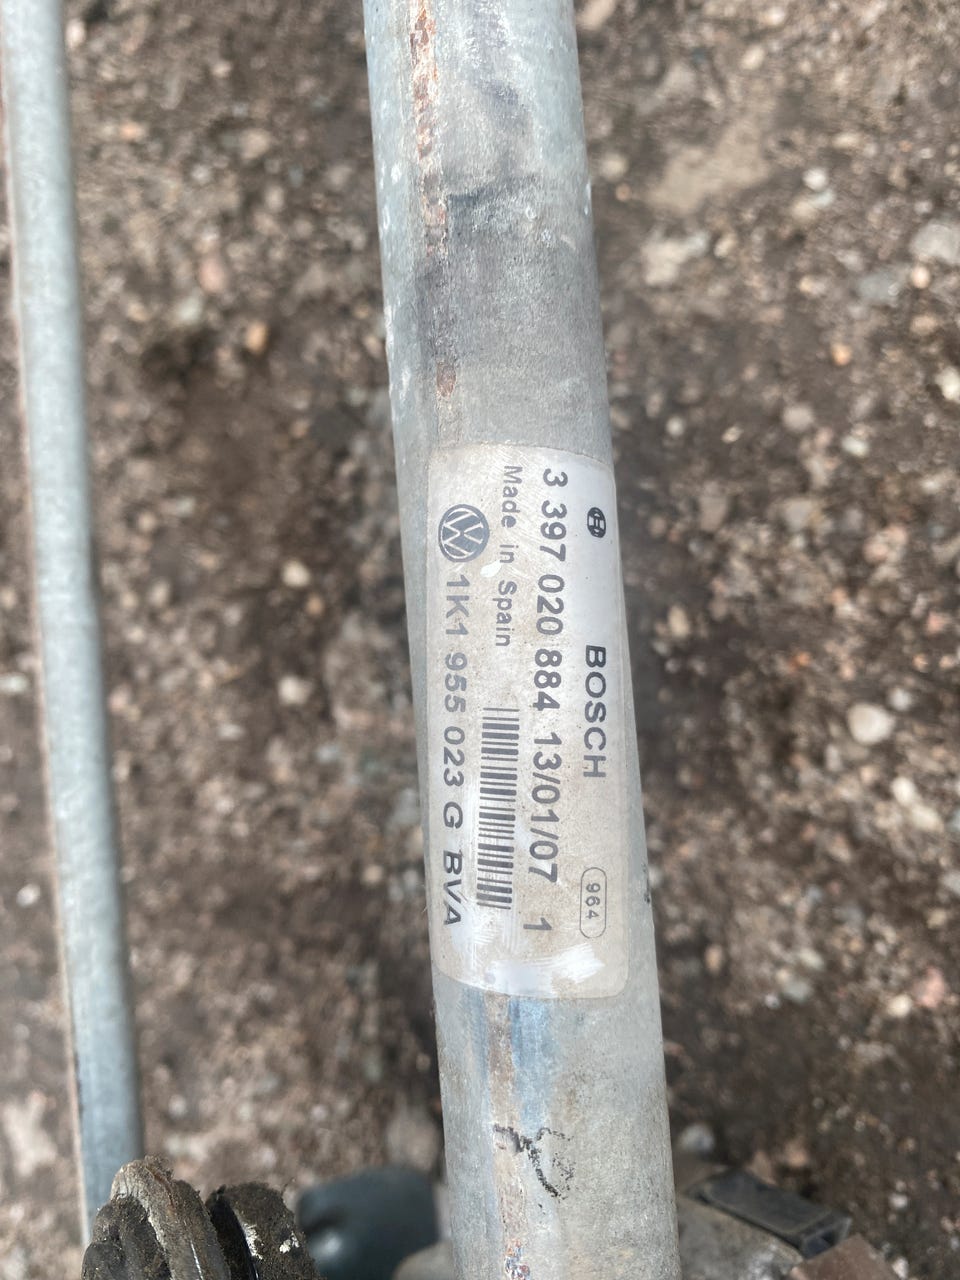 BOSCH 964
3 397 020 884 13/01/07 1
Made in Spain
1K1 955 023 G BVA